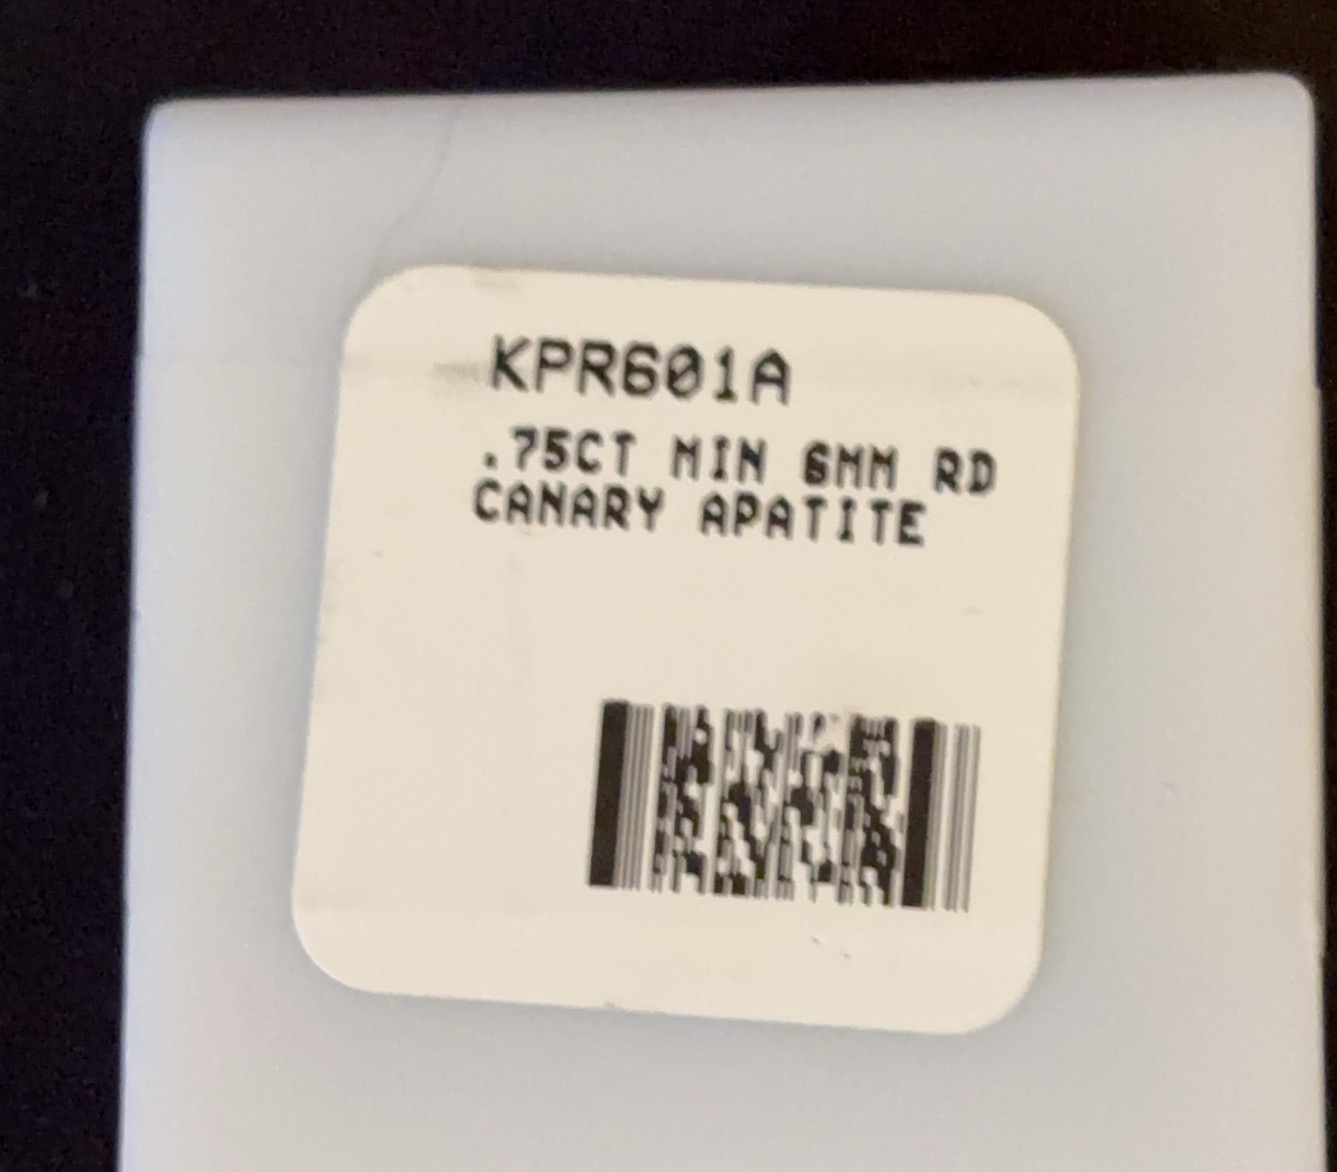 KPR601A
.75CT MIN 6MM RD
CANARY APATITE